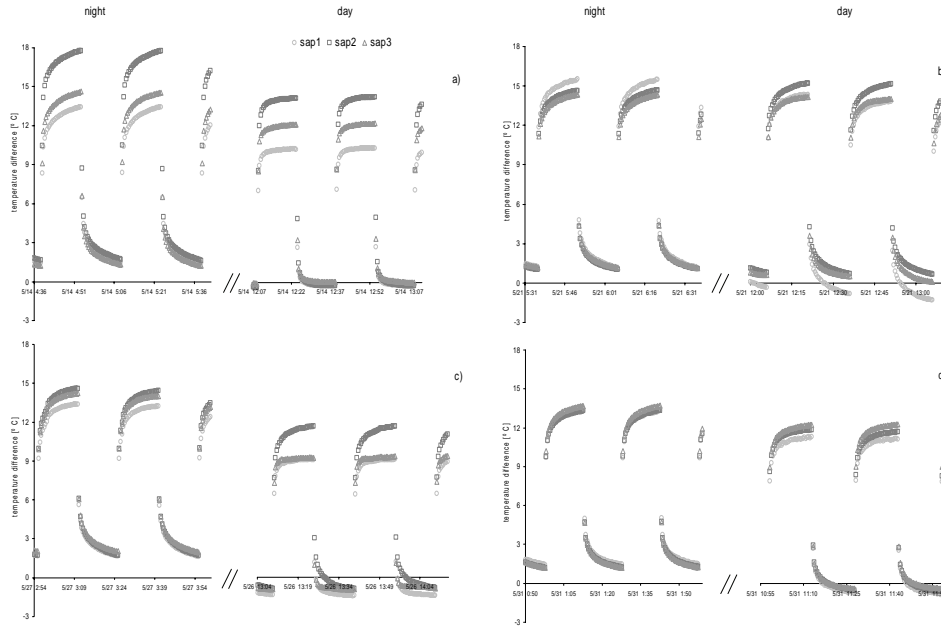 night
day
night
day
sap1 sap2 sap3
a)
18
15
12
9
6
3
0
-3
temperature difference [º C]
5/14 4:36 5/14 4:51 5/14 5:06 5/14 5:21 5/14 5:36
5/14 12:07 5/14 12:22 5/14 12:37 5/14 12:52 5/14 13:07
b
18
15
12
9
6
3
0
-3
temperature difference [º C]
5/21 5:31 5/21 5:46 5/21 6:01 5/21 6:16 5/21 6:31
5/21 12:00 5/21 12:15 5/21 12:30 5/21 12:45 5/21 13:00
c)
18
15
12
9
6
3
0
-3
temperature difference [º C]
5/27 2:54 5/27 3:09 5/27 3:24 5/27 3:39 5/27 3:54
5/26 13:04 5/26 13:19 5/26 13:34 5/26 13:49 5/26 14:04
18
15
12
9
6
3
0
-3
temperature difference [º C]
5/31 0:50 5/31 1:05 5/31 1:20 5/31 1:35 5/31 1:50
5/31 10:55 5/31 11:10 5/31 11:25 5/31 11:40 5/31